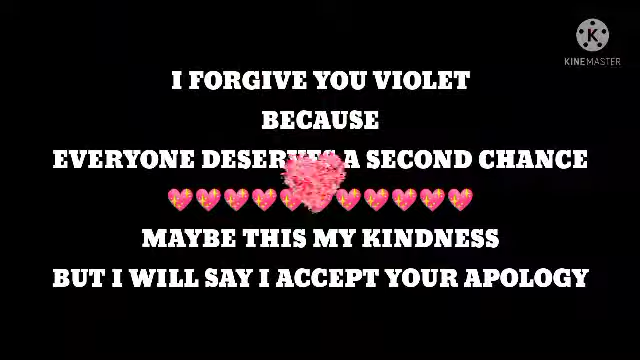 K
KINEMASTER
I FORGIVE YOU VIOLET
BECAUSE
EVERYONE DESERVES A SECOND CHANCE
💖💖💖💖💖💖💖💖💖💖
MAYBE THIS MY KINDNESS
BUT I WILL SAY I ACCEPT YOUR APOLOGY